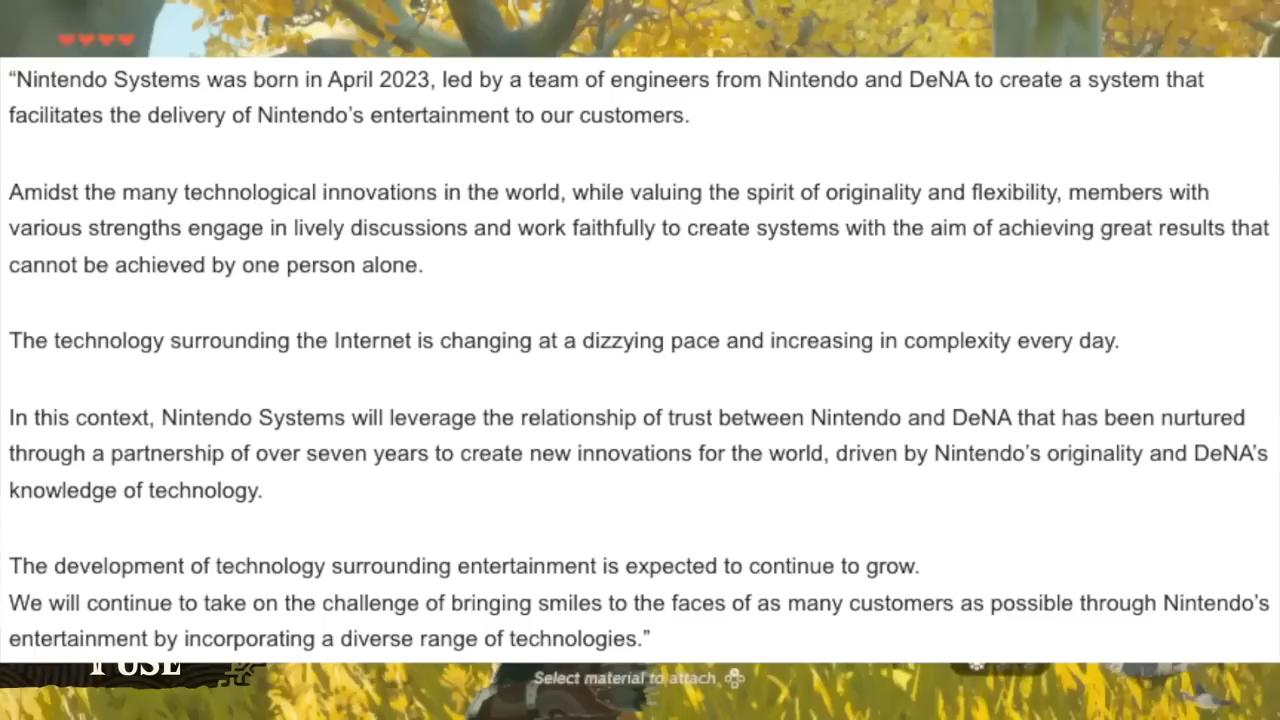 “Nintendo Systems was born in April 2023, led by a team of engineers from Nintendo and DeNA to create a system that
facilitates the delivery of Nintendo’s entertainment to our customers.
Amidst the many technological innovations in the world, while valuing the spirit of originality and flexibility, members with
various strengths engage in lively discussions and work faithfully to create systems with the aim of achieving great results that
cannot be achieved by one person alone.
The technology surrounding the Internet is changing at a dizzying pace and increasing in complexity every day.
In this context, Nintendo Systems will leverage the relationship of trust between Nintendo and DeNA that has been nurtured
through a partnership of over seven years to create new innovations for the world, driven by Nintendo’s originality and DeNA’s
knowledge of technology.
The development of technology surrounding entertainment is expected to continue to grow.
We will continue to take on the challenge of bringing smiles to the faces of as many customers as possible through Nintendo’s
entertainment by incorporating a diverse range of technologies.”
Select material to attach